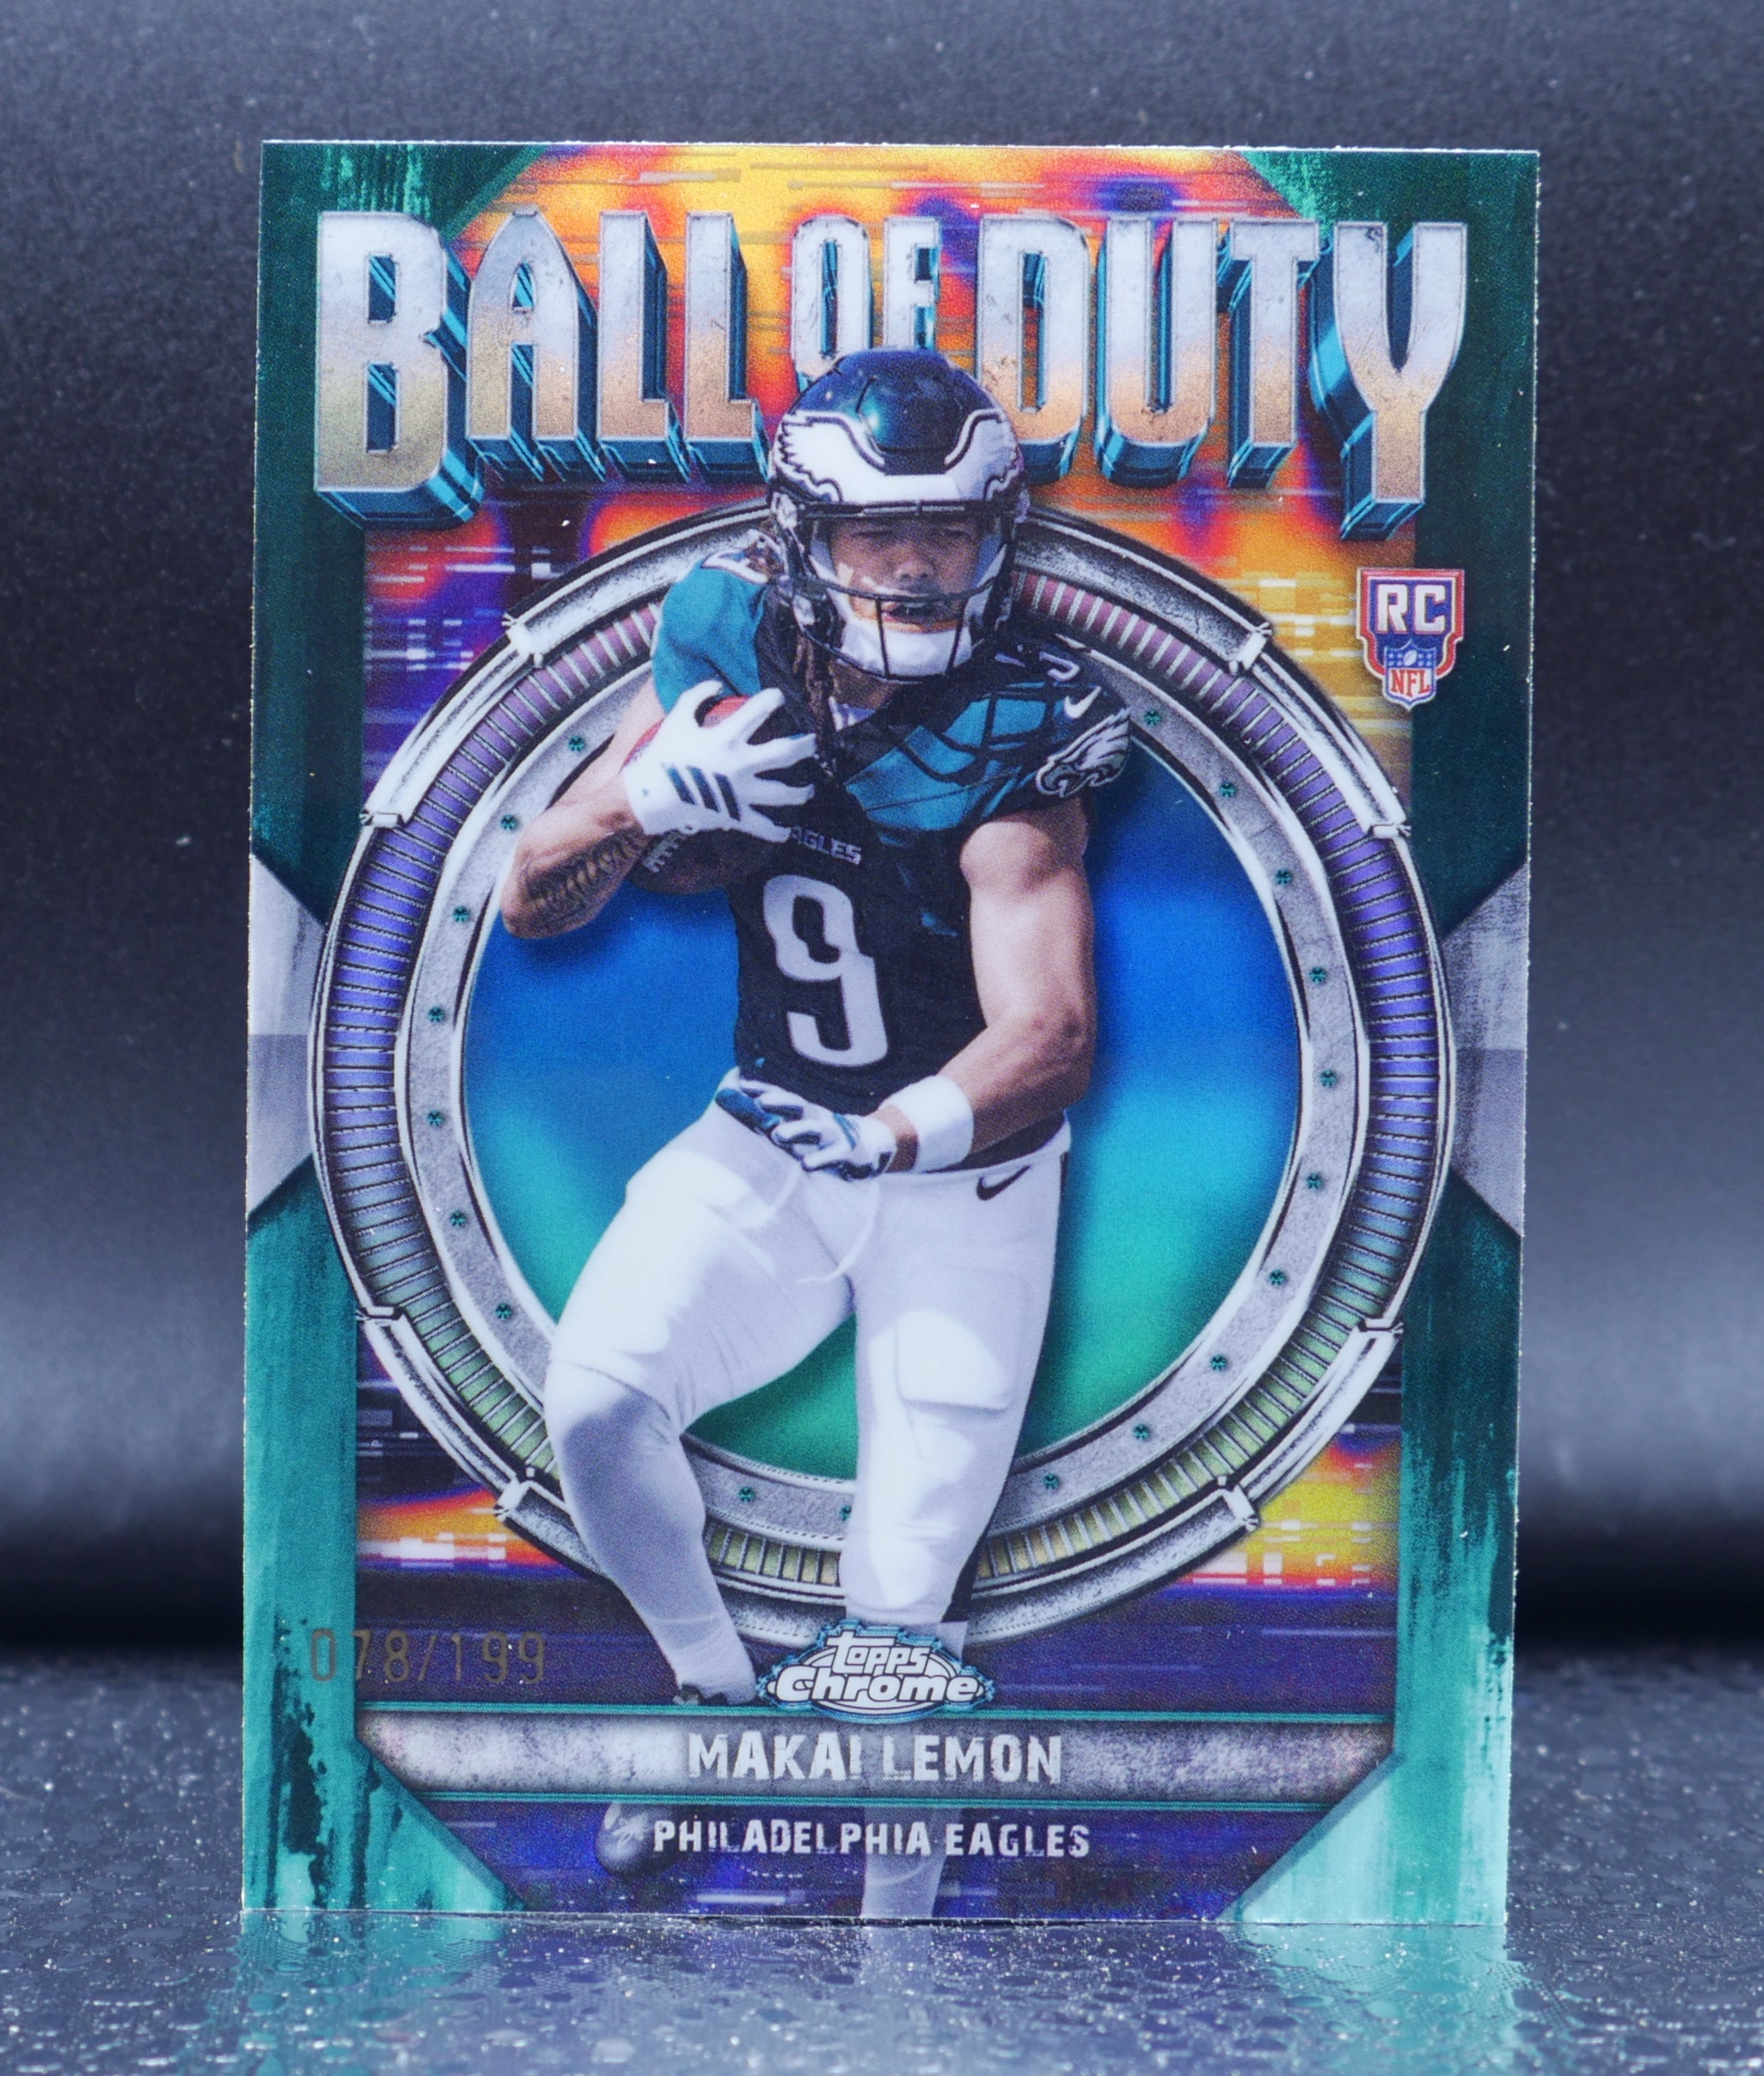 BALL OF DUTY
RC
NFL
EAGLES
9
078/199
topps
Chrome
MAKAI LEMON
PHILADELPHIA EAGLES